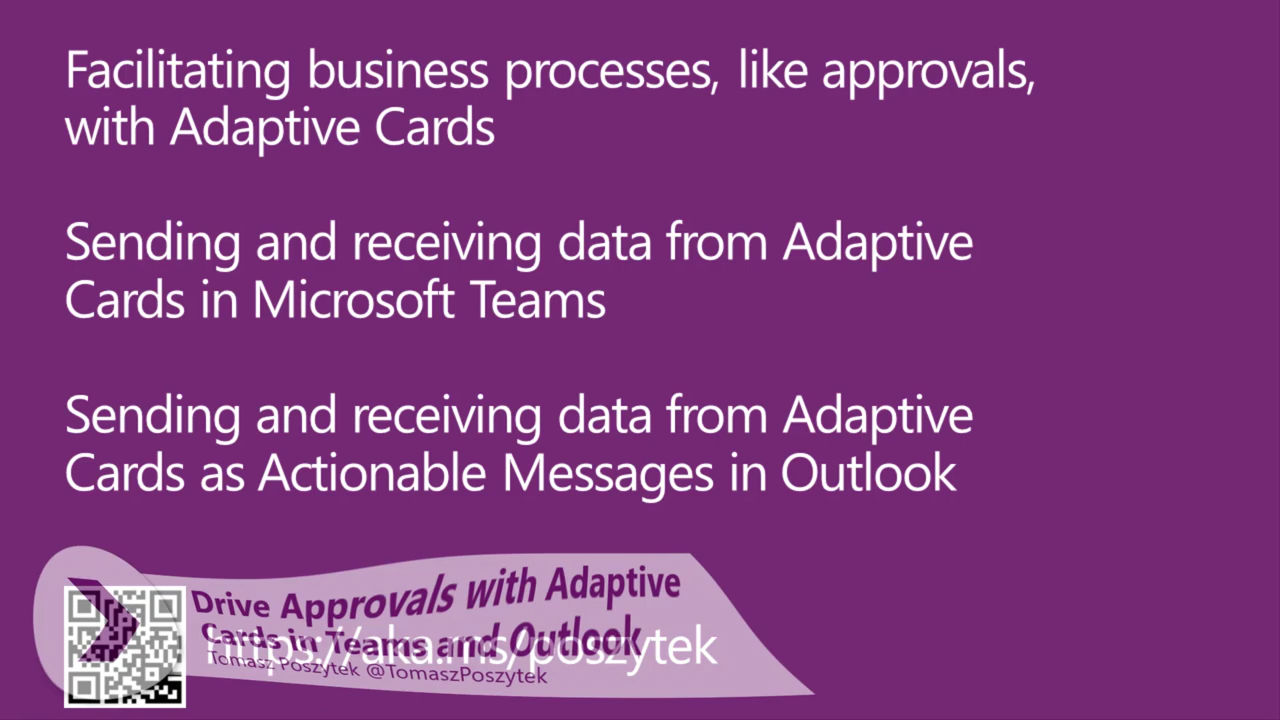 Facilitating business processes, like approvals,
with Adaptive Cards
Sending and receiving data from Adaptive
Cards in Microsoft Teams
Sending and receiving data from Adaptive
Cards as Actionable Messages in Outlook
Drive Approvals with Adaptive
Cards in Teams and Outlook
https://aka.ms/poszytek
Tomasz Poszytek @TomaszPoszytek